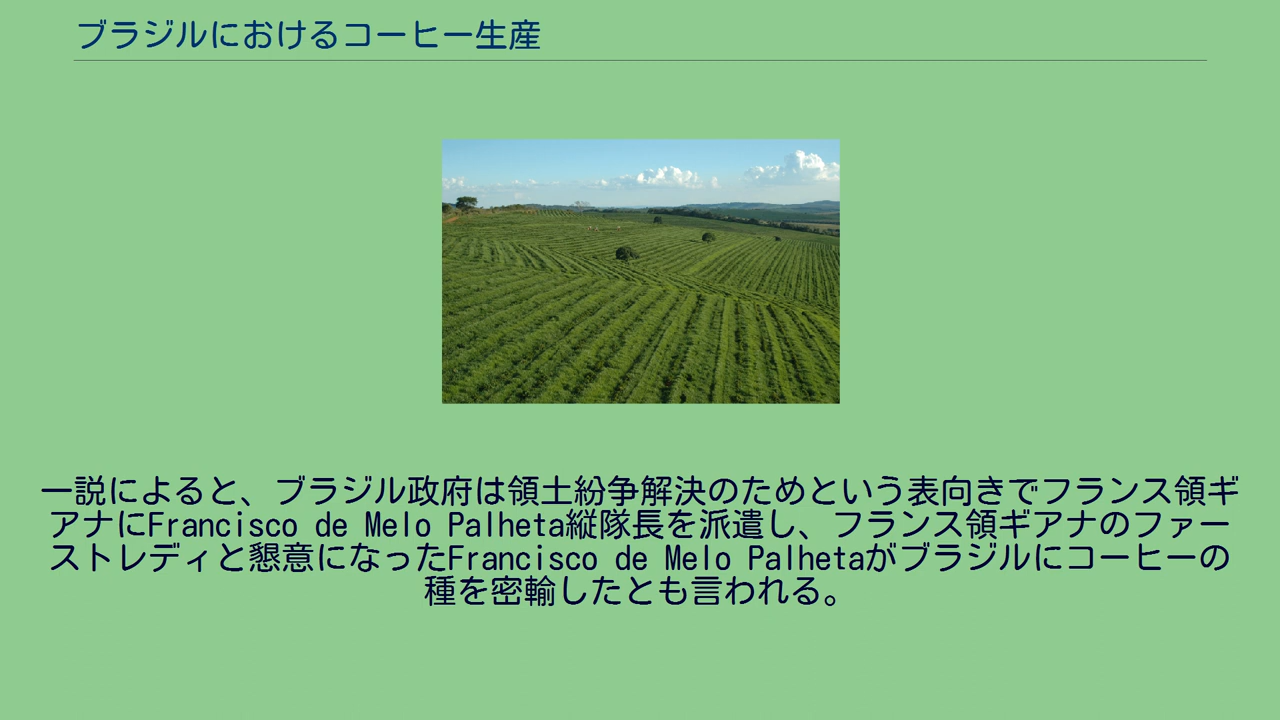 ブラジルにおけるコーヒー生産
一説によると、ブラジル政府は領土紛争解決のためという表向きでフランス領ギ
アナにFrancisco de Melo Palheta縦隊長を派遣し、フランス領ギアナのファー
ストレディと懇意になったFrancisco de Melo Palhetaがブラジルにコーヒーの
種を密輸したとも言われる。